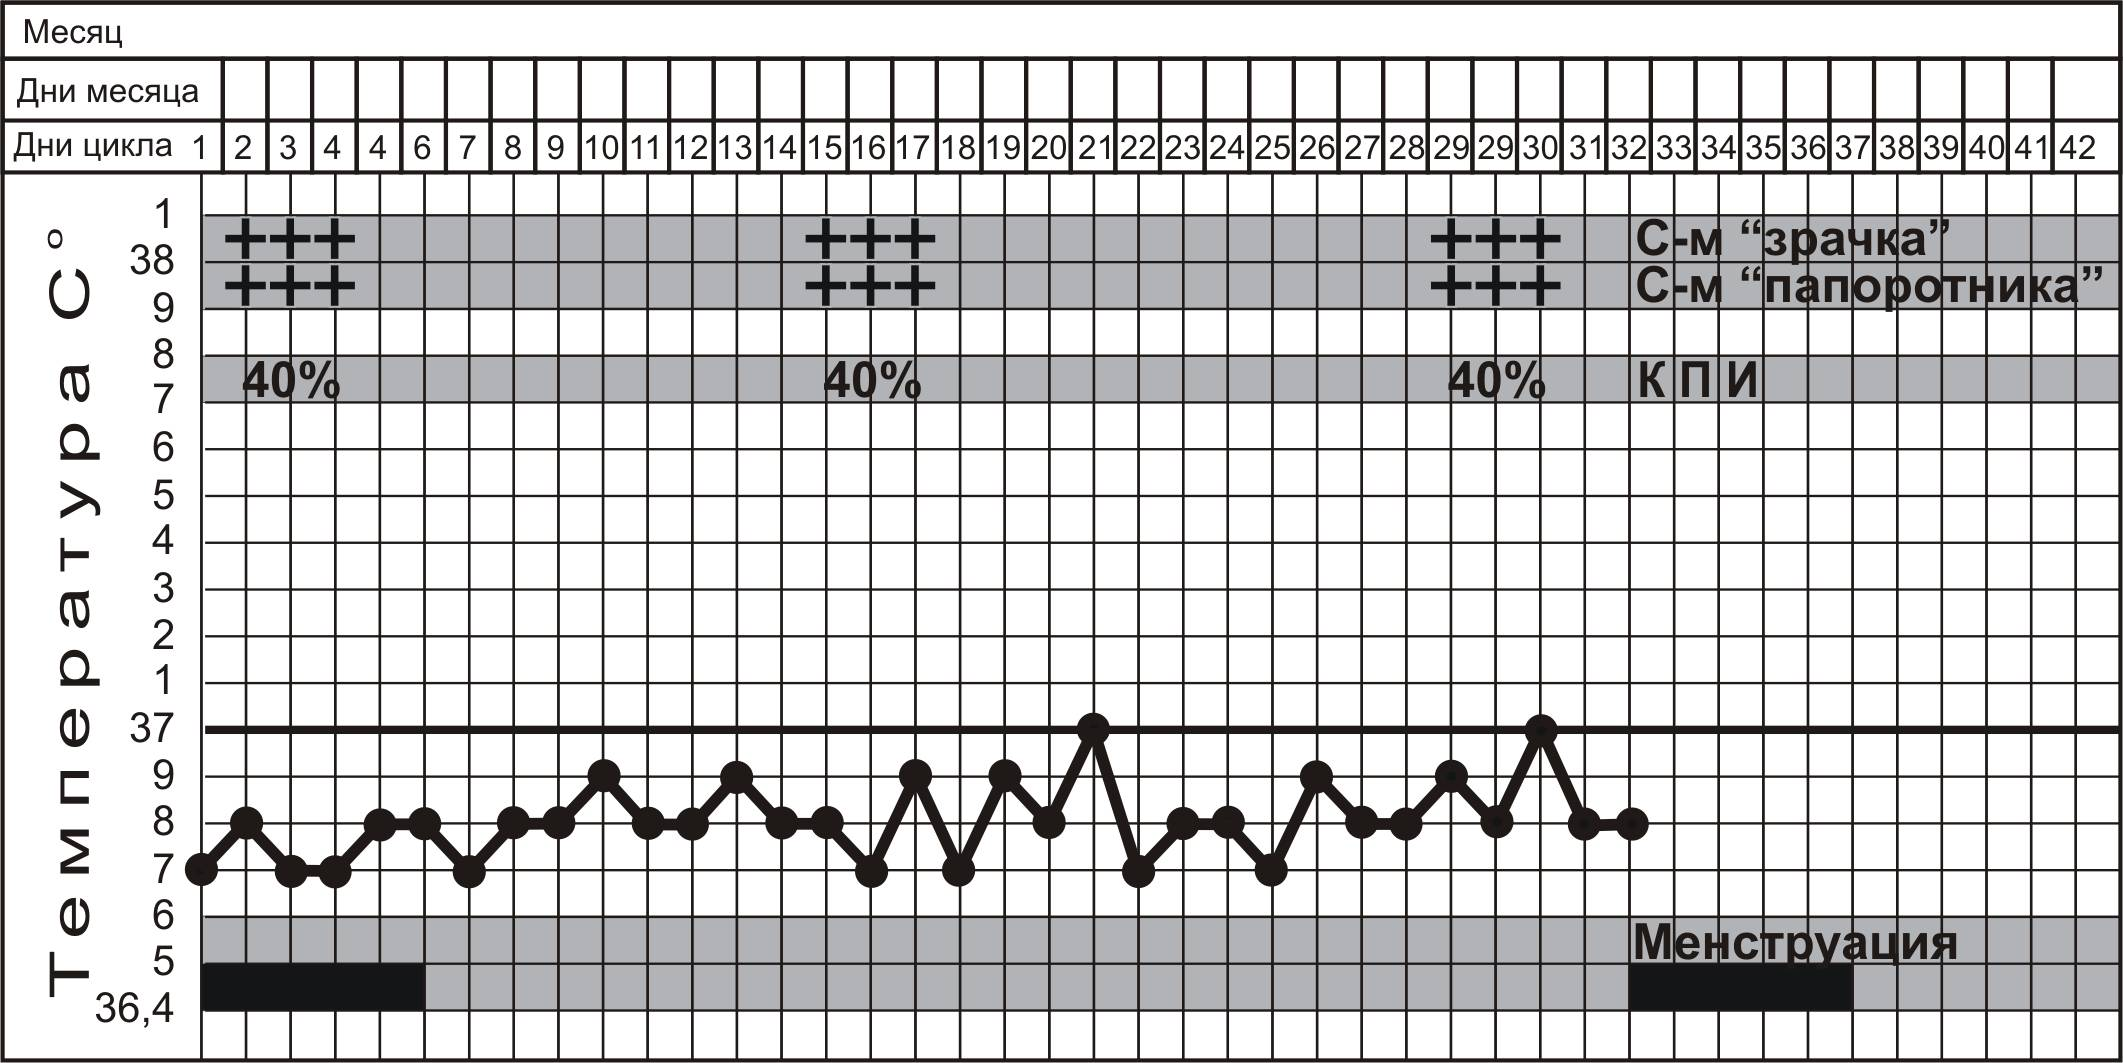 Месяц
Дни месяца
Дни цикла 1 2 3 4 4 6 7 8 9 10 11 12 13 14 15 16 17 18 19 20 21 22 23 24 25 26 27 28 29 29 30 31 32 33 34 35 36 37 38 39 40 41 42
Температура С°
1
+++ +++ +++ С-м “зрачка”
38
+++ +++ +++ С-м “папоротника”
9
8
40% 40% 40% К П И
7
6
5
4
3
2
1
37
9
8
7
6
Менструация
5
36,4